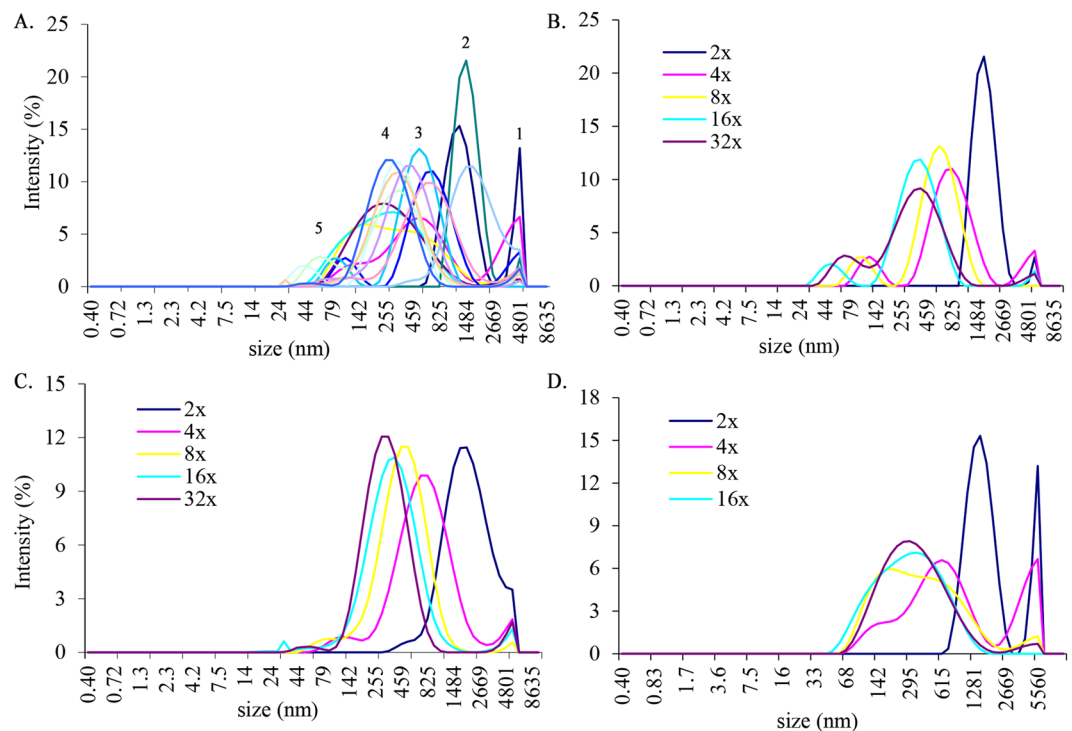 A.
25
20
15
10
5
0
Intensity (%)
1
2
3
4
5
0.40 0.72 1.3 2.3 4.2 7.5 14 24 44 79 142 255 459 825 1484 2669 4801 8635
size (nm)
B.
25
20
15
10
5
0
2x
4x
8x
16x
32x
0.40 0.72 1.3 2.3 4.2 7.5 14 24 44 79 142 255 459 825 1484 2669 4801 8635
size (nm)
C.
15
12
9
6
3
0
Intensity (%)
2x
4x
8x
16x
32x
0.40 0.72 1.3 2.3 4.2 7.5 14 24 44 79 142 255 459 825 1484 2669 4801 8635
size (nm)
D.
18
15
12
9
6
3
0
2x
4x
8x
16x
0.40 0.83 1.7 3.6 7.5 16 33 68 142 295 615 1281 2669 5560
size (nm)